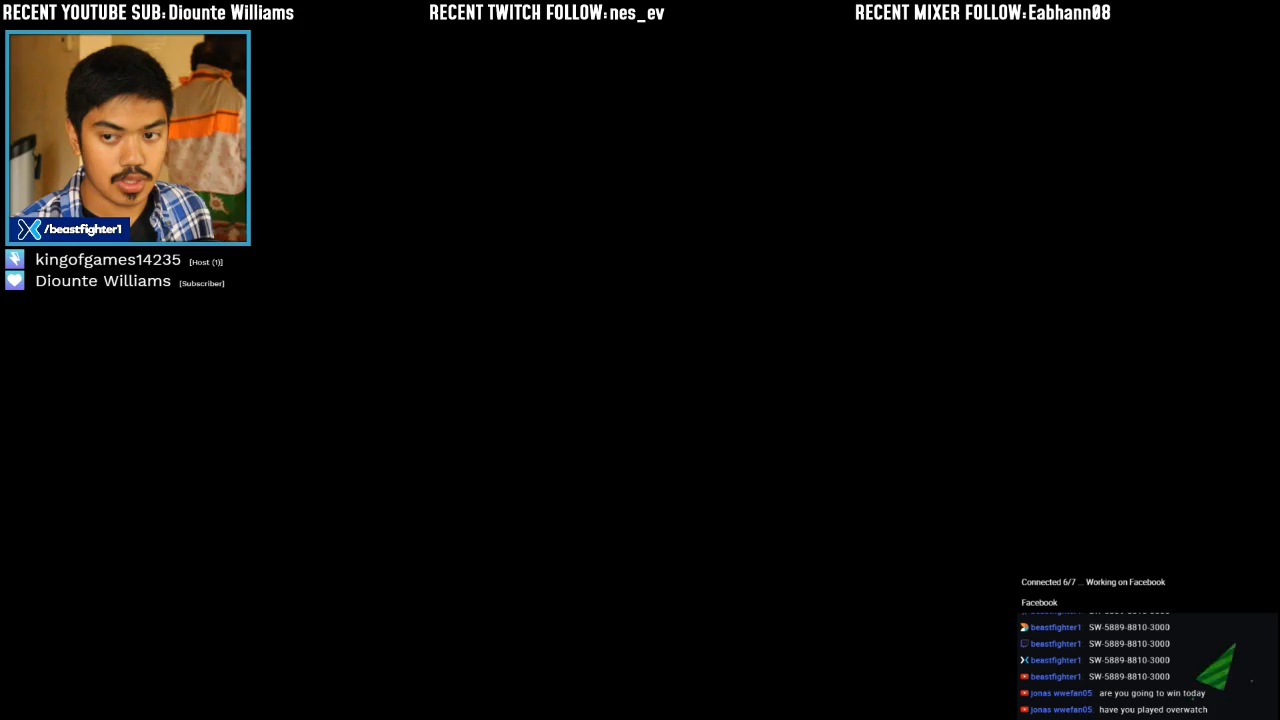 RECENT YOUTUBE SUB: Diounte Williams
RECENT TWITCH FOLLOW: nes_ev
RECENT MIXER FOLLOW: Eabhann08
/beastfighter1
kingofgames14235 [Host (1)]
Diounte Williams [Subscriber]
Connected 6/7 ... Working on Facebook
Facebook
beastfighter1 SW-5889-8810-3000
beastfighter1 SW-5889-8810-3000
beastfighter1 SW-5889-8810-3000
beastfighter1 SW-5889-8810-3000
jonas wwefan05 are you going to win today
jonas wwefan05 have you played overwatch